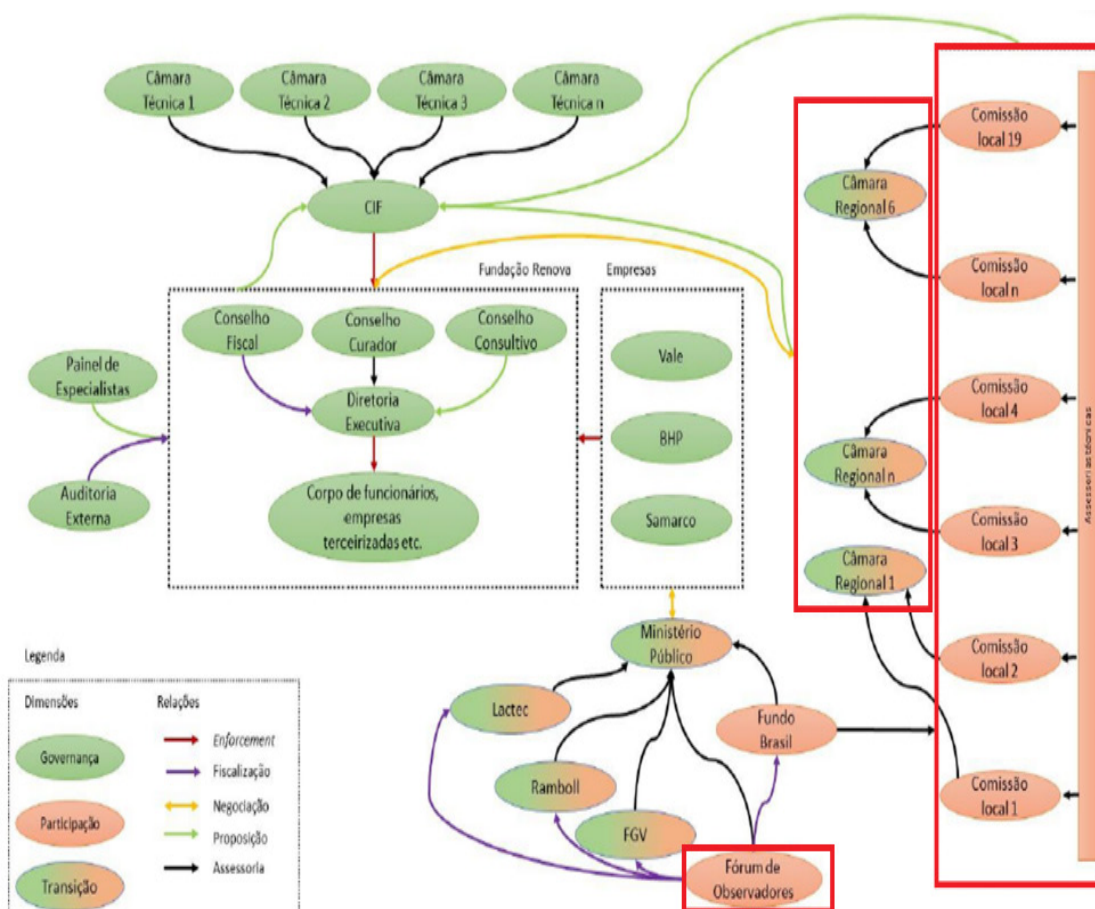 Câmara
Técnica 1
Câmara
Técnica 2
Câmara
Técnica 3
Câmara
Técnica n
CIF
Fundação Renova
Empresas
Conselho
Fiscal
Conselho
Curador
Conselho
Consultivo
Diretoria
Executiva
Corpo de funcionários,
empresas
terceirizadas etc.
Painel de
Especialistas
Auditoria
Externa
Vale
BHP
Samarco
Câmara
Regional 6
Câmara
Regional n
Câmara
Regional 1
Comissão
local 19
Comissão
local n
Comissão
local 4
Comissão
local 3
Comissão
local 2
Comissão
local 1
Assessorias técnicas
Ministério
Público
Lactec
Ramboll
FGV
Fundo
Brasil
Fórum de
Observadores
Legenda
Dimensões
Relações
Governança
Participação
Transição
Enforcement
Fiscalização
Negociação
Proposição
Assessoria